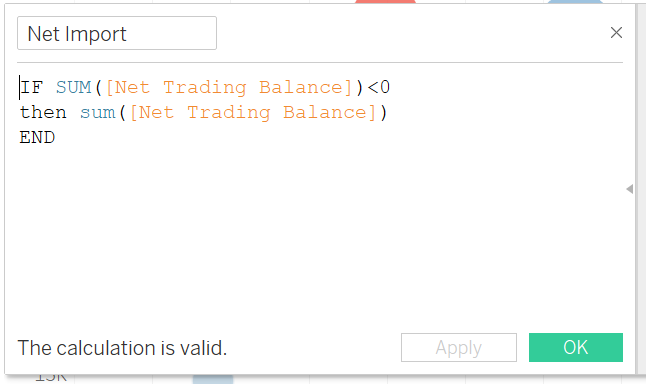 Net Import
×
IF SUM([Net Trading Balance])<0
then sum([Net Trading Balance])
END
The calculation is valid.
Apply
OK
15K